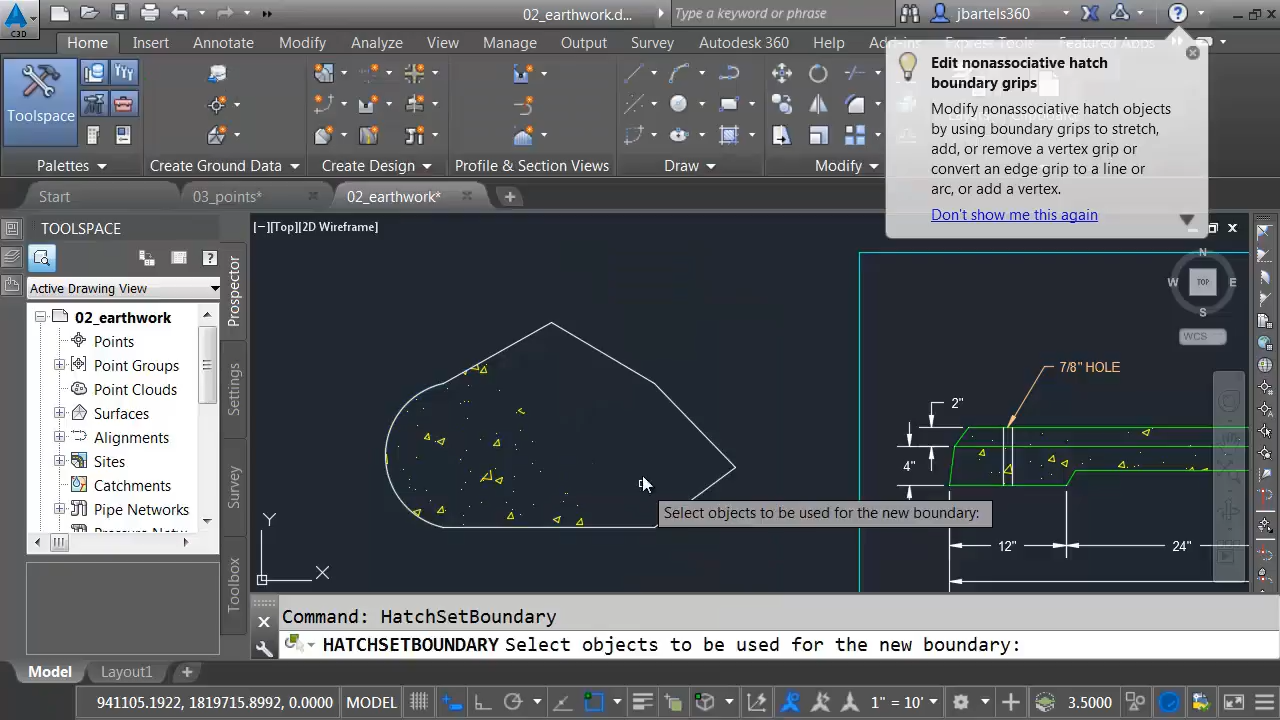 C3D
02_earthwork.d...
Type a keyword or phrase
jbartels360
Home
Insert
Annotate
Modify
Analyze
View
Manage
Output
Survey
Autodesk 360
Help
Add-ins
Express Tools
Featured Apps
Toolspace
Palettes
Create Ground Data
Create Design
Profile & Section Views
Draw
Modify
Edit nonassociative hatch
boundary grips
Modify nonassociative hatch objects
by using boundary grips to stretch,
add, or remove a vertex grip or
convert an edge grip to a line or
arc, or add a vertex.
Don't show me this again
Start
03_points*
02_earthwork*
TOOLSPACE
Active Drawing View
02_earthwork
Points
Point Groups
Point Clouds
Surfaces
Alignments
Sites
Catchments
Pipe Networks
Prospector
Settings
Survey
Toolbox
[−][Top][2D Wireframe]
N
W
TOP
E
S
WCS
7/8" HOLE
2"
4"
12"
24"
Y
X
Select objects to be used for the new boundary:
Command: HatchSetBoundary
HATCHSETBOUNDARY Select objects to be used for the new boundary:
Model
Layout1
941105.1922, 1819715.8992, 0.0000
MODEL
1" = 10'
3.5000